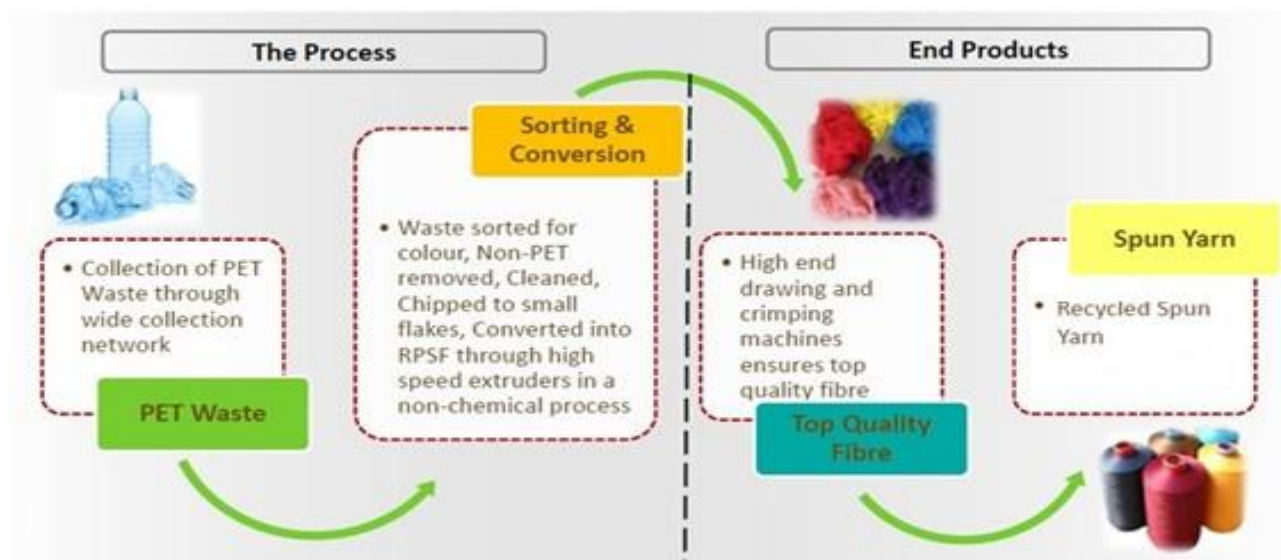 The Process
End Products
Sorting &
Conversion
• Collection of PET
Waste through
wide collection
network
PET Waste
• Waste sorted for
colour, Non-PET
removed, Cleaned,
Chipped to small
flakes, Converted into
RPSF through high
speed extruders in a
non-chemical process
• High end
drawing and
crimping
machines
ensures top
quality fibre
Top Quality
Fibre
Spun Yarn
• Recycled Spun
Yarn